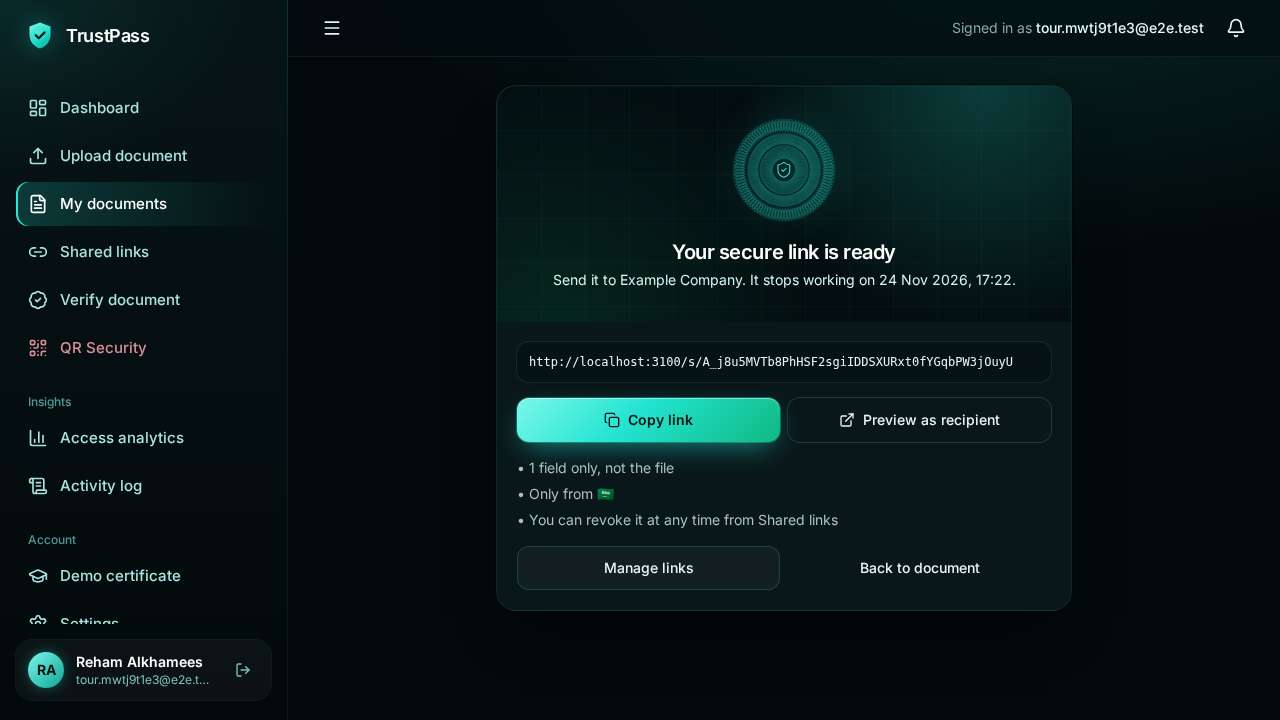 TrustPass
Signed in as tour.mwtj9t1e3@e2e.test
Dashboard
Upload document
My documents
Shared links
Verify document
QR Security
Insights
Access analytics
Activity log
Account
Demo certificate
Settings
RA
Reham Alkhamees
tour.mwtj9t1e3@e2e.t...
Your secure link is ready
Send it to Example Company. It stops working on 24 Nov 2026, 17:22.
http://localhost:3100/s/A_j8u5MVTb8PhHSF2sgiIDDSXURxt0fYGqbPW3jOuyU
Copy link
Preview as recipient
• 1 field only, not the file
• Only from 🇸🇦
• You can revoke it at any time from Shared links
Manage links
Back to document